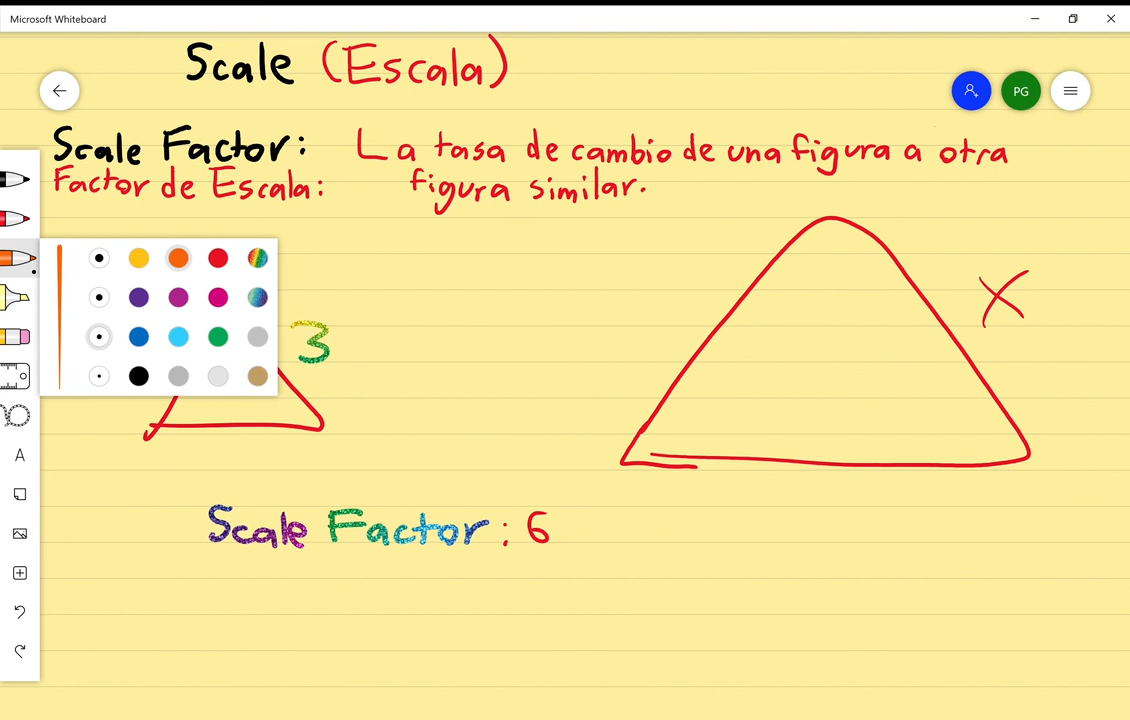 Microsoft Whiteboard
Scale (Escala)
PG
Scale Factor: La tasa de cambio de una figura a otra
Factor de Escala: figura similar.
X
3
A
Scale Factor: 6